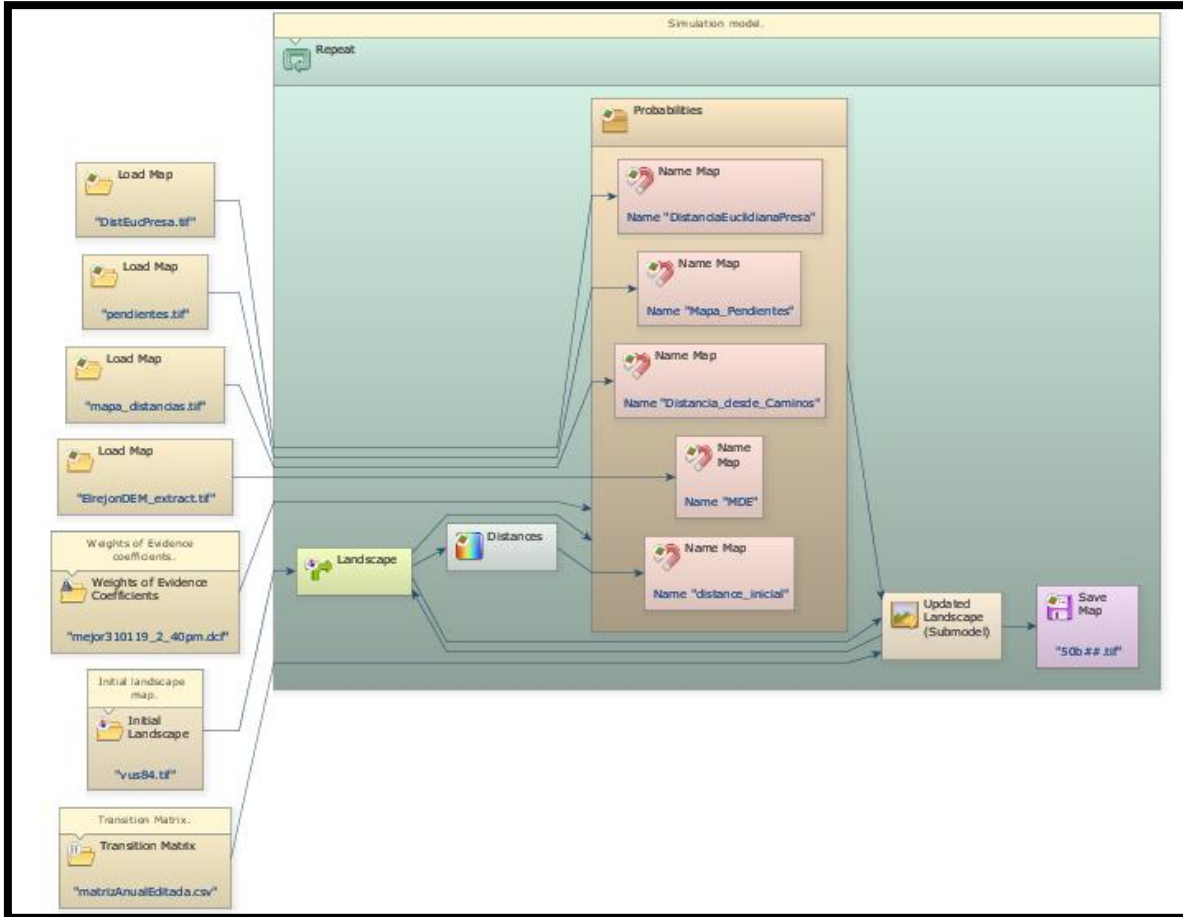 Simulation model.
Repeat
Probabilities
Load Map
"DistEucPresa.tif"
Name Map
Name "DistanciaEuclidianaPresa"
Load Map
"pendientes.tif"
Name Map
Name "Mapa_Pendientes"
Load Map
"mapa_distancias.tif"
Name Map
Name "Distancia_desde_Caminos"
Load Map
"ElrejonDEM_extract.tif"
Name
Map
Name "MDE"
Weights of Evidence
coefficients.
Weights of Evidence
Coefficients
"mejor310119_2_40pm.dcf"
Landscape
Distances
Name Map
Name "distance_inicial"
Updated
Landscape
(Submodel)
Save
Map
"50b##.tif"
Initial landscape
map.
Initial
Landscape
"vus84.tif"
Transition Matrix.
Transition Matrix
"matrizAnualEditada.csv"